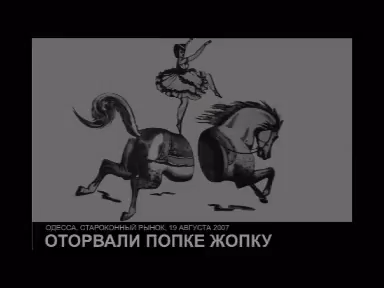 ОДЕССА, СТАРОКОННЫЙ РЫНОК, 19 АВГУСТА 2007
ОТОРВАЛИ ПОПКЕ ЖОПКУ